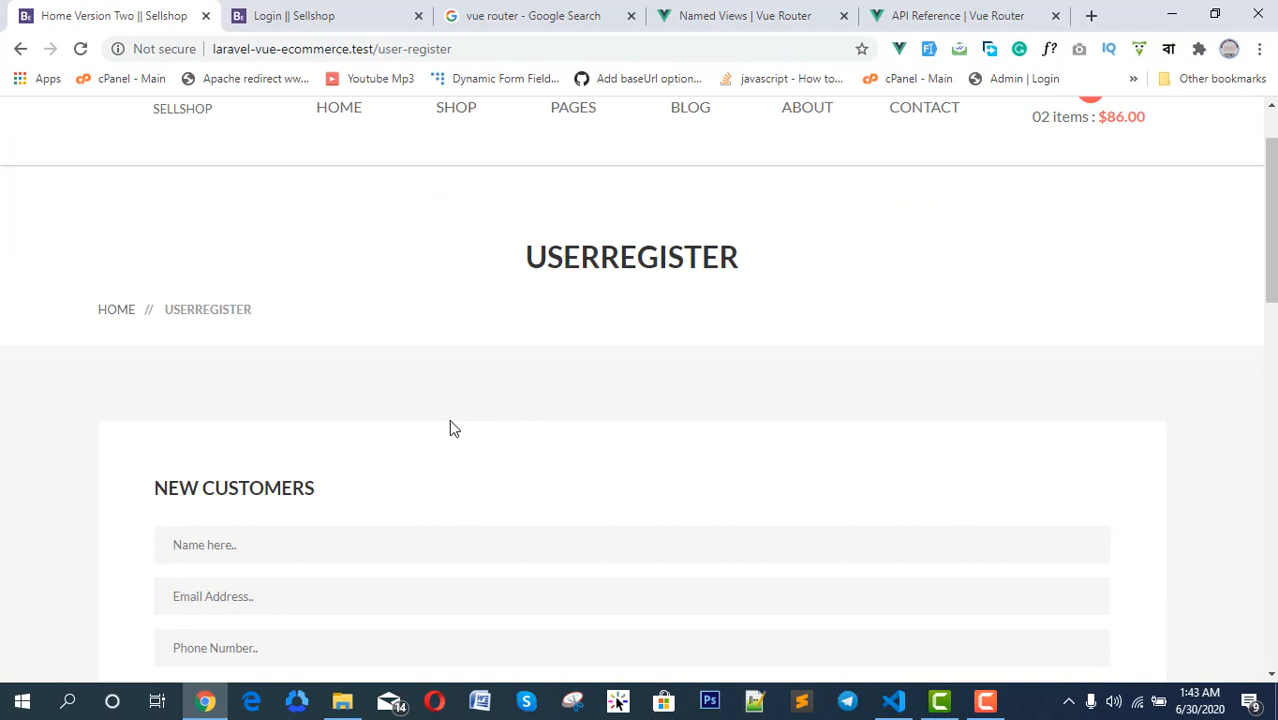 Home Version Two || Sellshop
Login || Sellshop
vue router - Google Search
Named Views | Vue Router
API Reference | Vue Router
Not secure
laravel-vue-ecommerce.test/user-register
Apps
cPanel - Main
Apache redirect ww...
Youtube Mp3
Dynamic Form Field...
Add baseUrl option...
javascript - How to...
cPanel - Main
Admin | Login
»
Other bookmarks
SELLSHOP
HOME
SHOP
PAGES
BLOG
ABOUT
CONTACT
02 items : $86.00
USERREGISTER
HOME // USERREGISTER
NEW CUSTOMERS
Name here..
Email Address..
Phone Number..
1:43 AM
6/30/2020